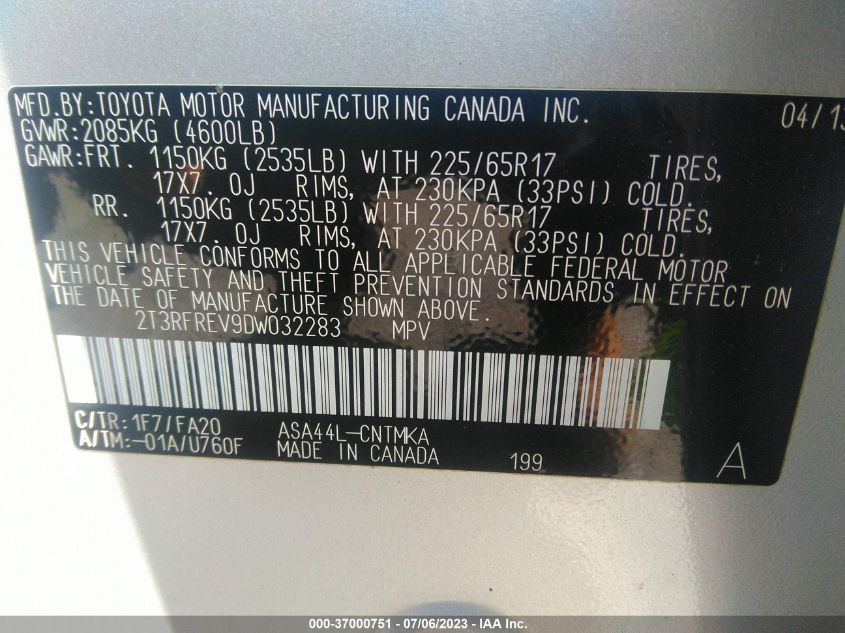 MFD.BY:TOYOTA MOTOR MANUFACTURING CANADA INC. 04/13
GVWR:2085KG (4600LB)
GAWR:FRT. 1150KG (2535LB) WITH 225/65R17 TIRES,
17X7.0J RIMS, AT 230KPA (33PSI) COLD.
RR. 1150KG (2535LB) WITH 225/65R17 TIRES,
17X7.0J RIMS, AT 230KPA (33PSI) COLD.
THIS VEHICLE CONFORMS TO ALL APPLICABLE FEDERAL MOTOR
VEHICLE SAFETY AND THEFT PREVENTION STANDARDS IN EFFECT ON
THE DATE OF MANUFACTURE SHOWN ABOVE.
2T3RFREV9DW032283 MPV
C/TR:1F7/FA20 ASA44L-CNTMKA
A/TM:-01A/U760F MADE IN CANADA 199 A
000-37000751 - 07/06/2023 - IAA Inc.